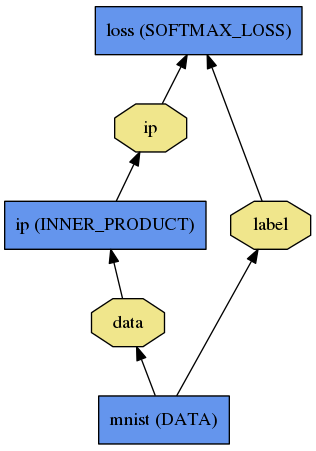 loss (SOFTMAX_LOSS)
ip
ip (INNER_PRODUCT)
label
data
mnist (DATA)